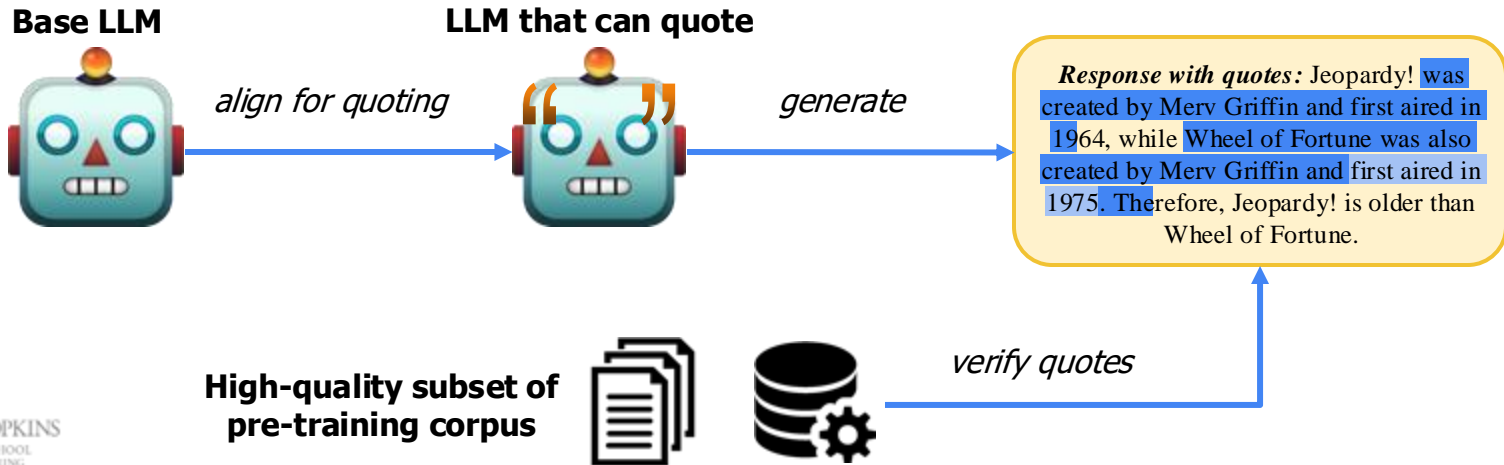 Base LLM
LLM that can quote
align for quoting
generate
Response with quotes: Jeopardy! was
created by Merv Griffin and first aired in
1964, while Wheel of Fortune was also
created by Merv Griffin and first aired in
1975. Therefore, Jeopardy! is older than
Wheel of Fortune.
verify quotes
High-quality subset of
pre-training corpus